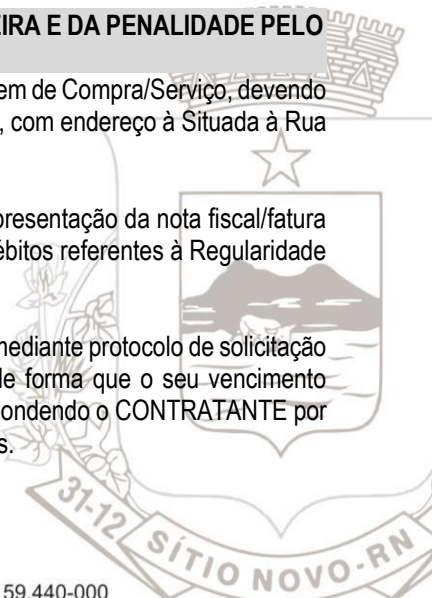 EIRA E DA PENALIDADE PELO
em de Compra/Serviço, devendo
, com endereço à Situada à Rua
presentação da nota fiscal/fatura
ébitos referentes à Regularidade
mediante protocolo de solicitação
de forma que o seu vencimento
pondendo o CONTRATANTE por
s.
31-12 SÍTIO NOVO-RN
59.440-000